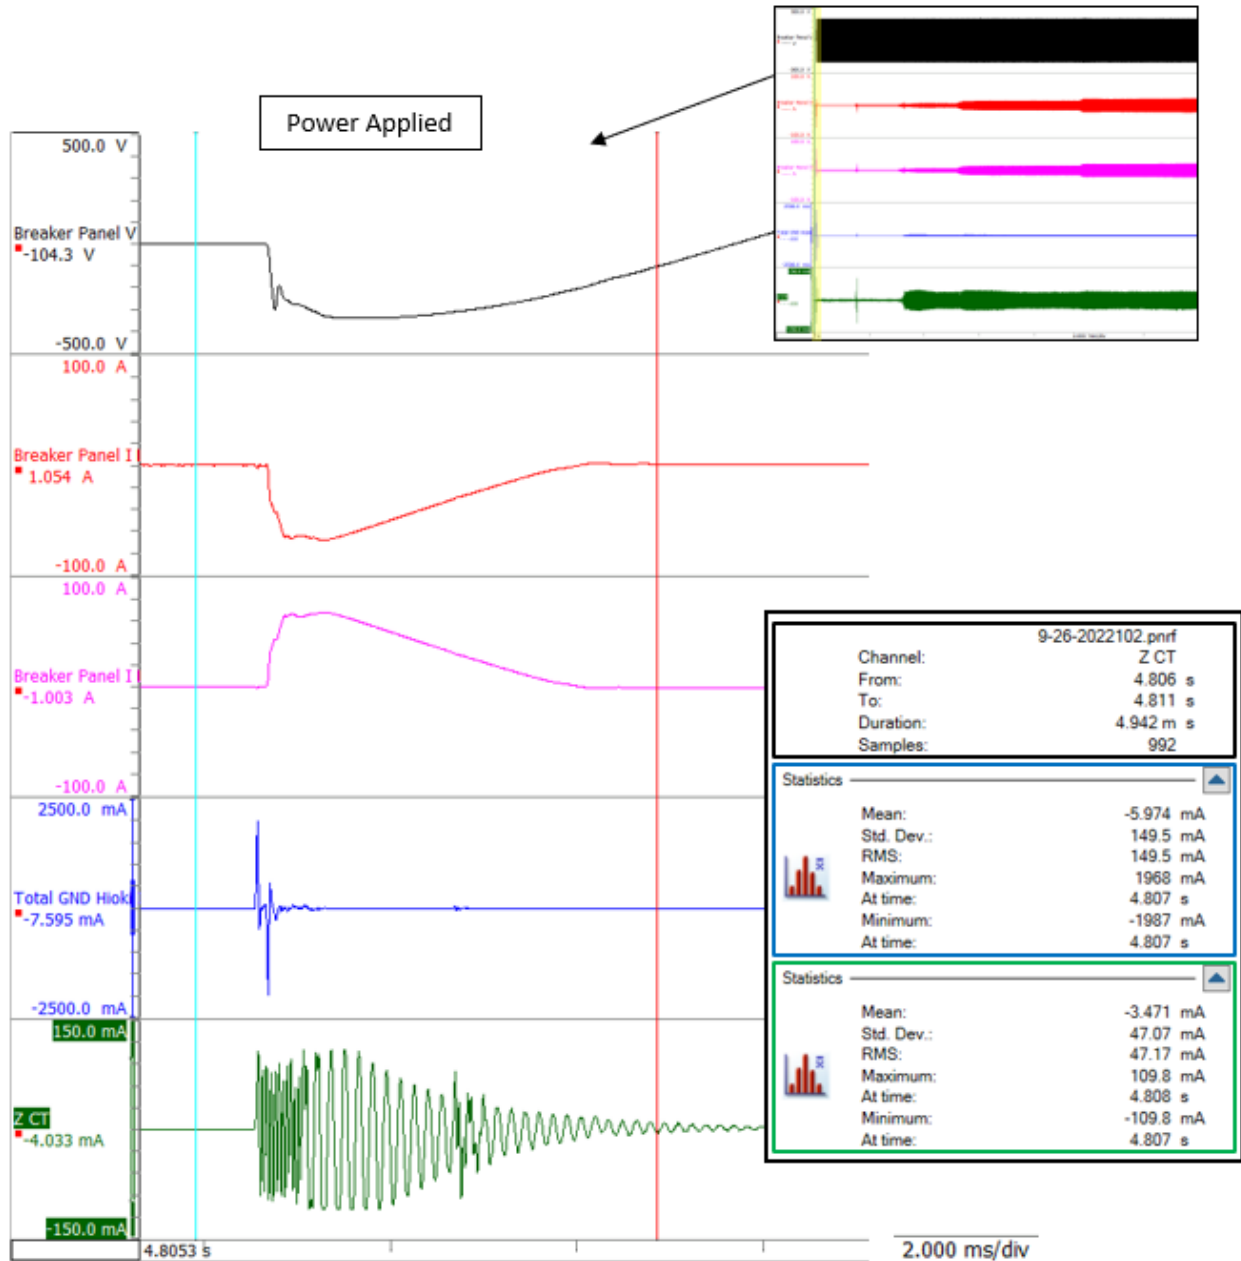 Power Applied
500.0 V
Breaker Panel V
-104.3 V
-500.0 V
100.0 A
Breaker Panel I
1.054 A
-100.0 A
100.0 A
Breaker Panel I
-1.003 A
-100.0 A
2500.0 mA
Total GND Hiok
-7.595 mA
-2500.0 mA
150.0 mA
Z CT
-4.033 mA
-150.0 mA
4.8053 s
2.000 ms/div
9-26-2022102.pnrf
Channel: Z CT
From: 4.806 s
To: 4.811 s
Duration: 4.942 m s
Samples: 992
Statistics
Mean: -5.974 mA
Std. Dev.: 149.5 mA
RMS: 149.5 mA
Maximum: 1968 mA
At time: 4.807 s
Minimum: -1987 mA
At time: 4.807 s
Statistics
Mean: -3.471 mA
Std. Dev.: 47.07 mA
RMS: 47.17 mA
Maximum: 109.8 mA
At time: 4.808 s
Minimum: -109.8 mA
At time: 4.807 s